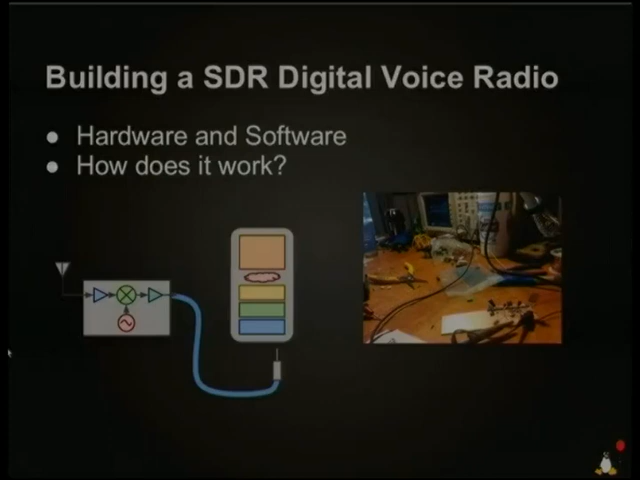 Building a SDR Digital Voice Radio
● Hardware and Software
● How does it work?